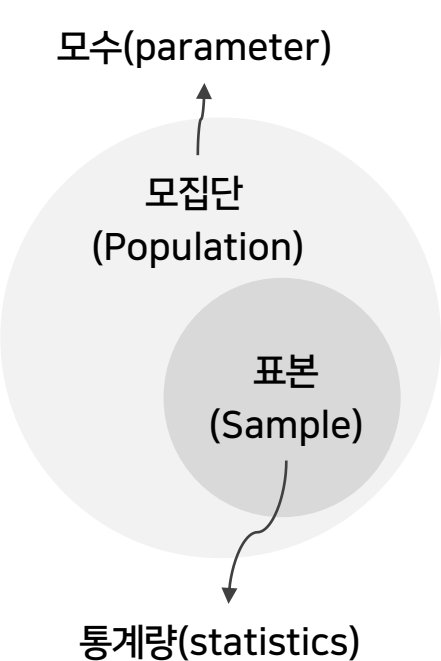 모수(parameter)
모집단
(Population)
표본
(Sample)
통계량(statistics)